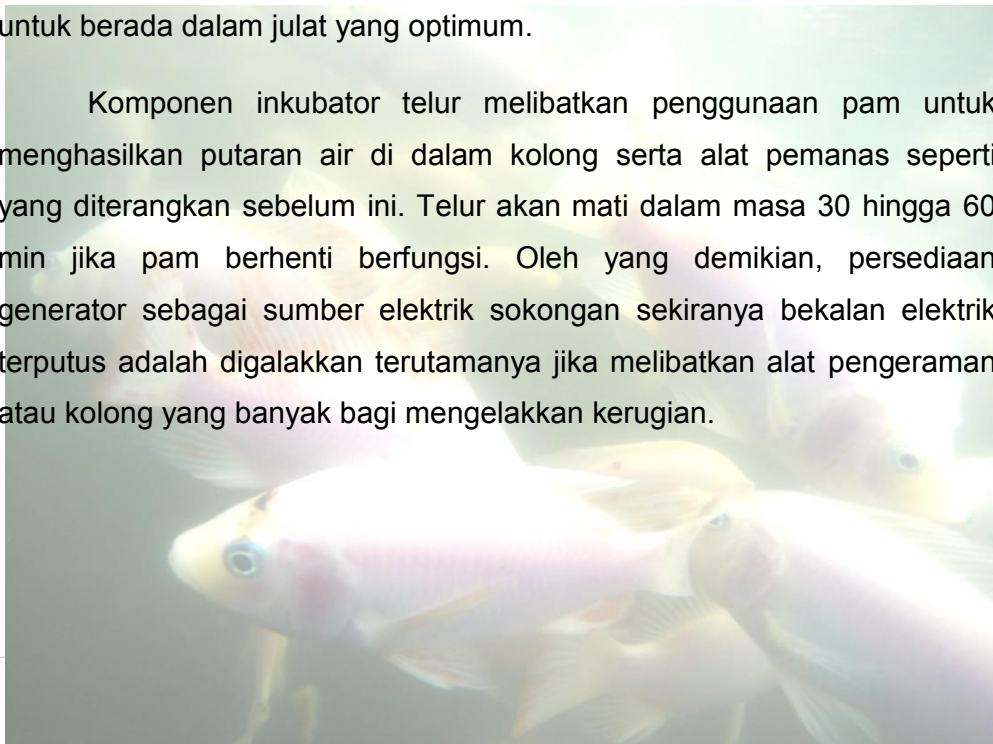 untuk berada dalam julat yang optimum.
Komponen inkubator telur melibatkan penggunaan pam untuk
menghasilkan putaran air di dalam kolong serta alat pemanas seperti
yang diterangkan sebelum ini. Telur akan mati dalam masa 30 hingga 60
min jika pam berhenti berfungsi. Oleh yang demikian, persediaan
generator sebagai sumber elektrik sokongan sekiranya bekalan elektrik
terputus adalah digalakkan terutamanya jika melibatkan alat pengeraman
atau kolong yang banyak bagi mengelakkan kerugian.